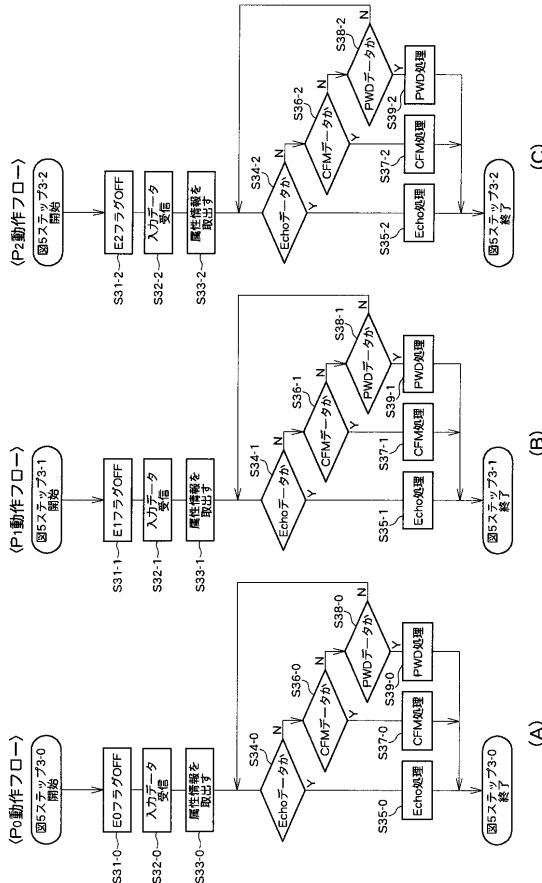 〈P0動作フロー〉
図5ステップ3-0
開始
S31-0
E0フラグOFF
S32-0
入力データ
受信
S33-0
属性情報を
取出す
S34-0
Echoデータか
N
Y
S36-0
CFMデータか
N
Y
S38-0
PWDデータか
N
Y
S35-0
Echo処理
S37-0
CFM処理
S39-0
PWD処理
図5ステップ3-0
終了
(A)
〈P1動作フロー〉
図5ステップ3-1
開始
S31-1
E1フラグOFF
S32-1
入力データ
受信
S33-1
属性情報を
取出す
S34-1
Echoデータか
N
Y
S36-1
CFMデータか
N
Y
S38-1
PWDデータか
N
Y
S35-1
Echo処理
S37-1
CFM処理
S39-1
PWD処理
図5ステップ3-1
終了
(B)
〈P2動作フロー〉
図5ステップ3-2
開始
S31-2
E2フラグOFF
S32-2
入力データ
受信
S33-2
属性情報を
取出す
S34-2
Echoデータか
N
Y
S36-2
CFMデータか
N
Y
S38-2
PWDデータか
N
Y
S35-2
Echo処理
S37-2
CFM処理
S39-2
PWD処理
図5ステップ3-2
終了
(C)